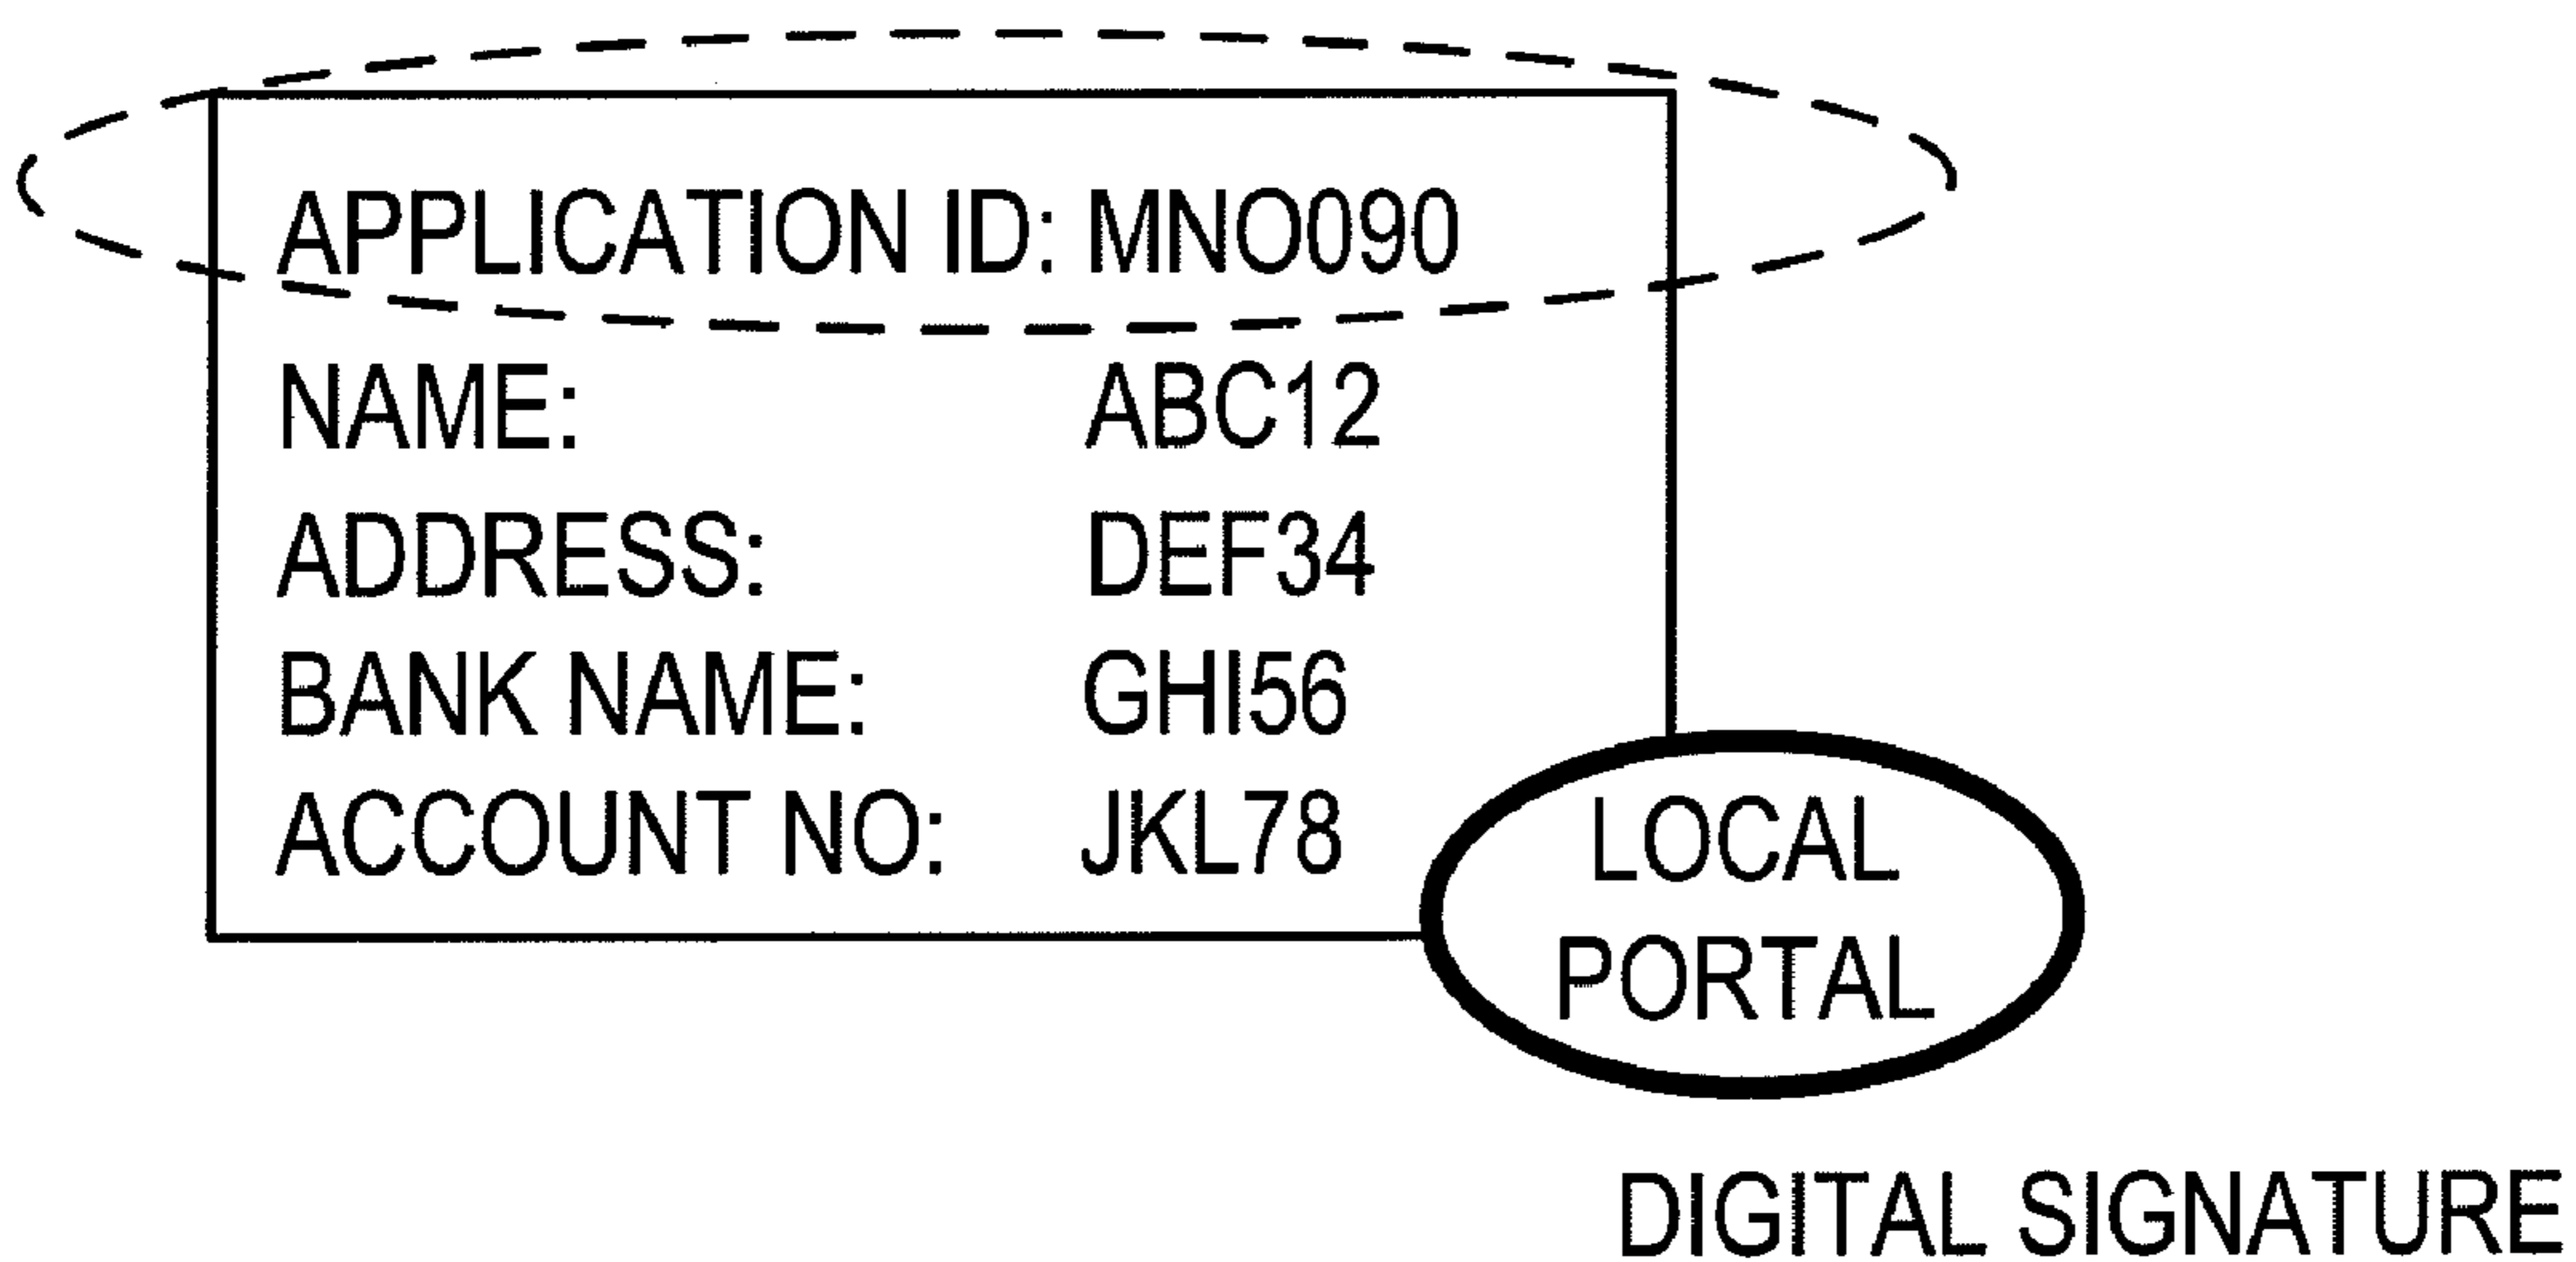 APPLICATION ID: MNO090
NAME: ABC12
ADDRESS: DEF34
BANK NAME: GHI56
ACCOUNT NO: JKL78
LOCAL
PORTAL
DIGITAL SIGNATURE